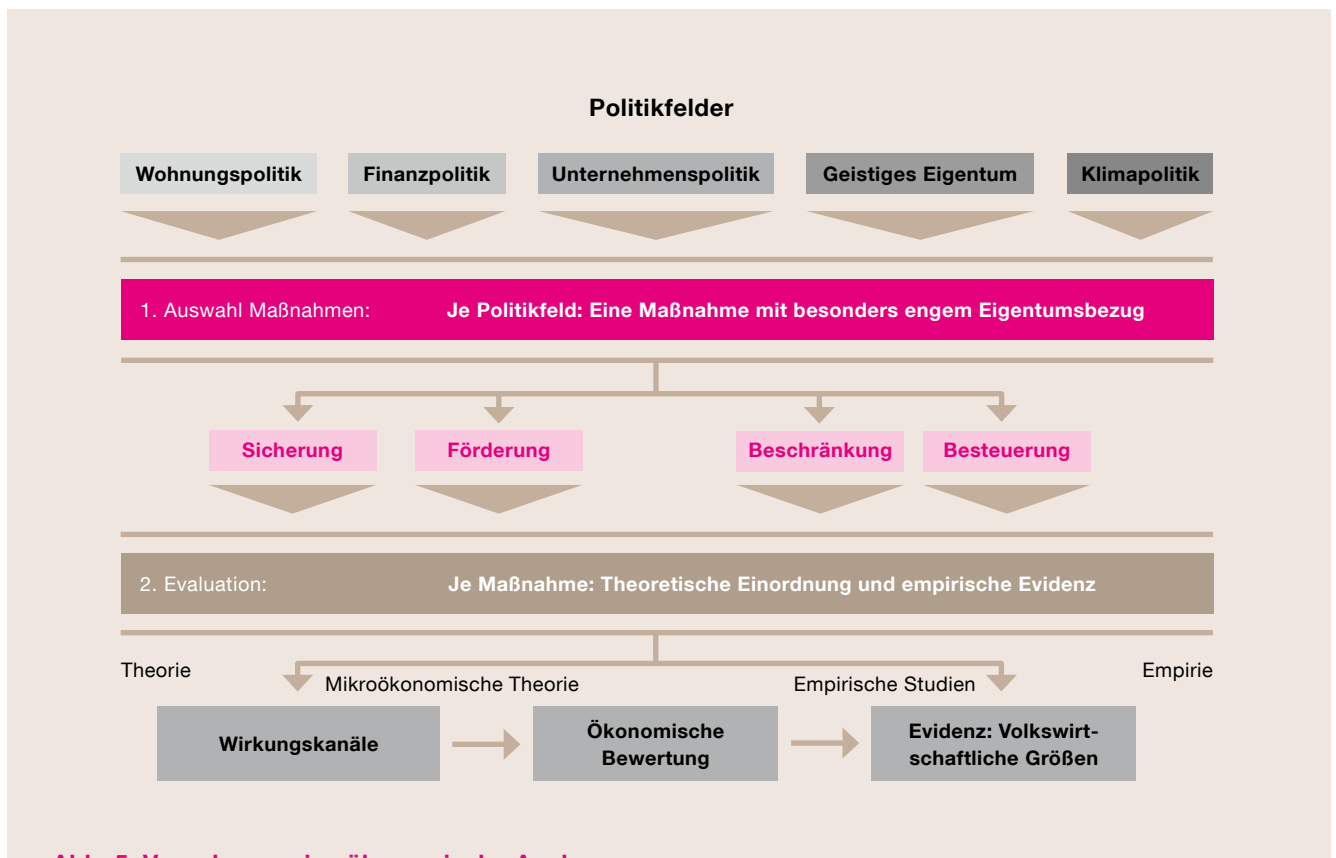 Politikfelder
Wohnungspolitik Finanzpolitik Unternehmenspolitik Geistiges Eigentum Klimapolitik
1. Auswahl Maßnahmen: Je Politikfeld: Eine Maßnahme mit besonders engem Eigentumsbezug
Sicherung Förderung Beschränkung Besteuerung
2. Evaluation: Je Maßnahme: Theoretische Einordnung und empirische Evidenz
Theorie Empirie
Mikroökonomische Theorie Empirische Studien
Wirkungskanäle
Ökonomische
Bewertung
Evidenz: Volkswirt-
schaftliche Größen